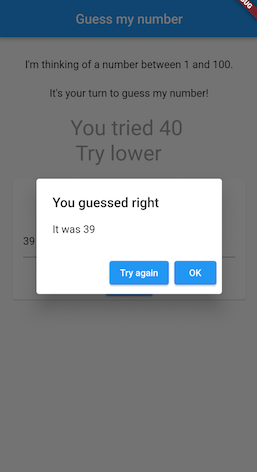 Guess my number
I'm thinking of a number between 1 and 100.
It's your turn to guess my number!
You tried 40
Try lower
You guessed right
It was 39
39
Try again
OK